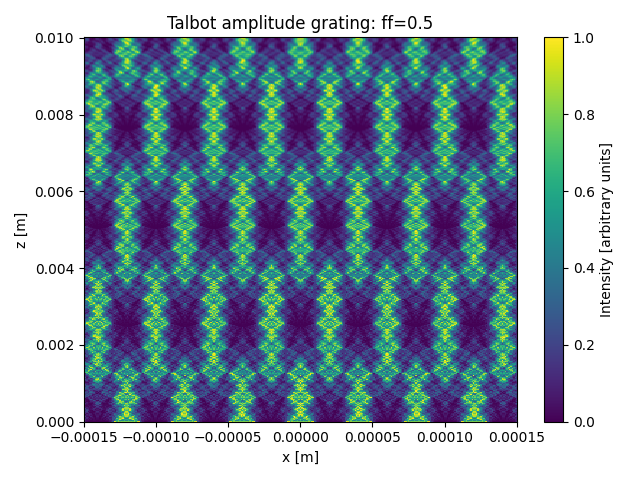 Talbot amplitude grating: ff=0.5
0.010
0.008
0.006
0.004
0.002
0.000
z [m]
−0.00015 −0.00010 −0.00005 0.00000 0.00005 0.00010 0.00015
x [m]
1.0
0.8
0.6
0.4
0.2
0.0
Intensity [arbitrary units]